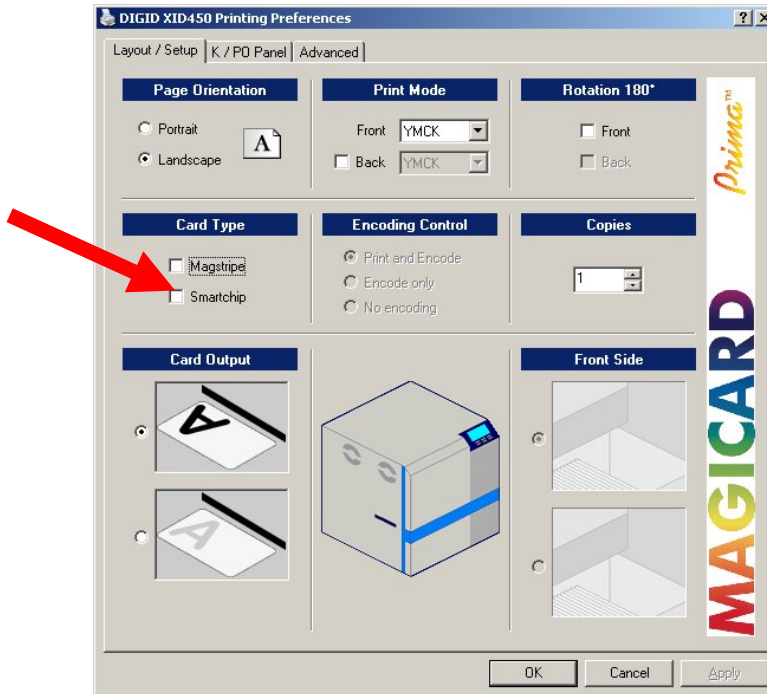 DIGID XID450 Printing Preferences
Layout / Setup
K / PO Panel
Advanced
Page Orientation
Portrait
Landscape
A
Print Mode
Front YMCK
Back YMCK
Rotation 180°
Front
Back
Card Type
Magstripe
Smartchip
Encoding Control
Print and Encode
Encode only
No encoding
Copies
1
Card Output
A
A
Front Side
Prima™
MAGICARD
OK
Cancel
Apply